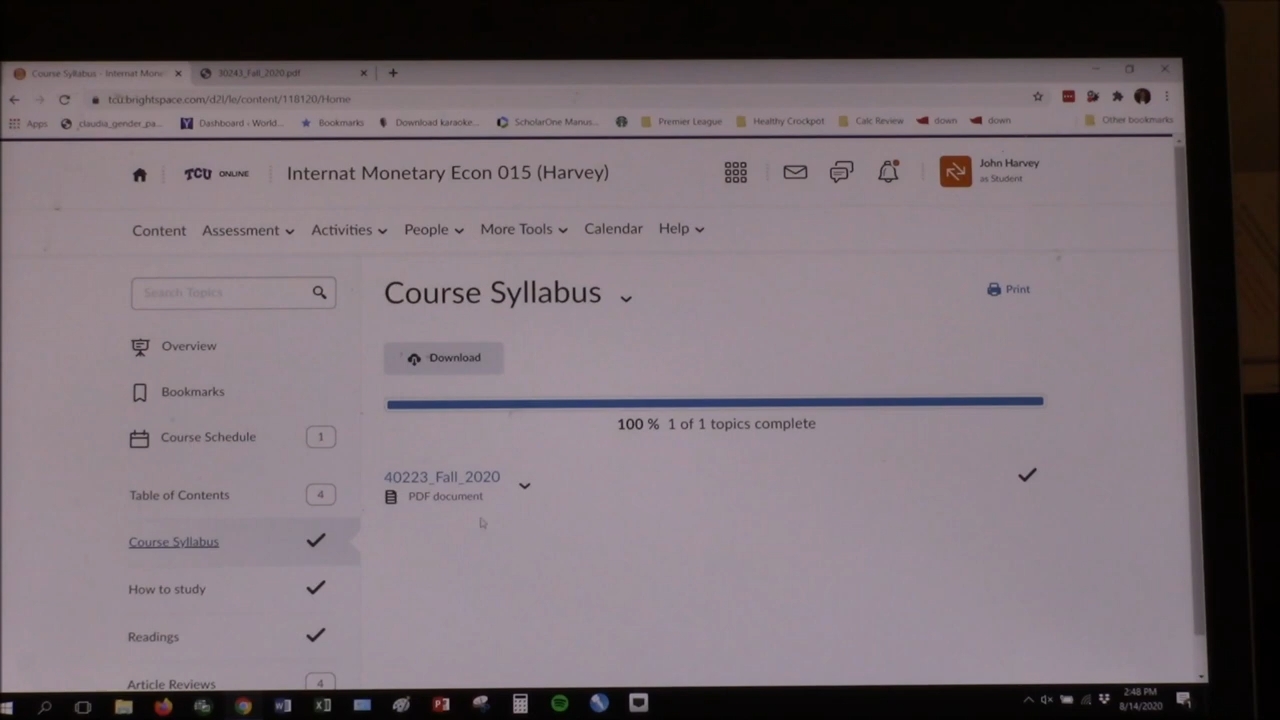 Course Syllabus - Internat Mone
30243_Fall_2020.pdf
tcu.brightspace.com/d2l/le/content/118120/Home
Apps
claudia_gender_pa...
Dashboard - World...
Bookmarks
Download karaoke...
ScholarOne Manus...
Premier League
Healthy Crockpot
Calc Review
down
down
Other bookmarks
TCU ONLINE
Internat Monetary Econ 015 (Harvey)
John Harvey
as Student
Content
Assessment
Activities
People
More Tools
Calendar
Help
Search Topics
Course Syllabus
Print
Overview
Download
Bookmarks
100 % 1 of 1 topics complete
Course Schedule
1
40223_Fall_2020
PDF document
Table of Contents
4
Course Syllabus
How to study
Readings
Article Reviews
4
2:48 PM
8/14/2020